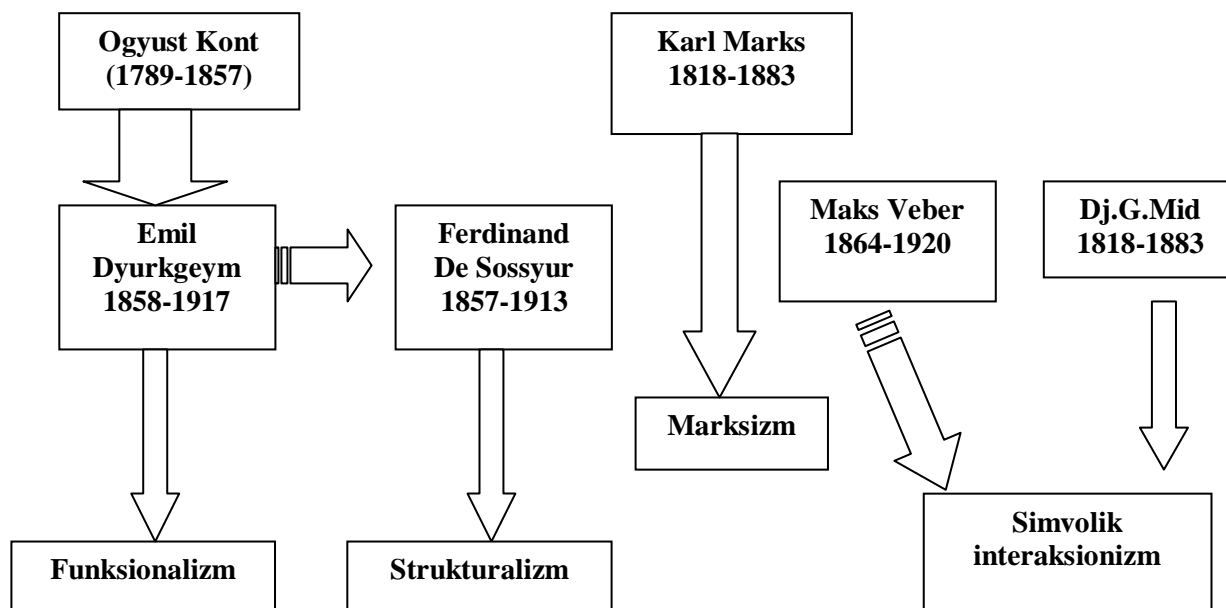 Ogyust Kont
(1789-1857)
Karl Marks
1818-1883
Maks Veber
1864-1920
Dj.G.Mid
1818-1883
Emil
Dyurkgeym
1858-1917
Ferdinand
De Sossyur
1857-1913
Marksizm
Funksionalizm
Strukturalizm
Simvolik
interaksionizm